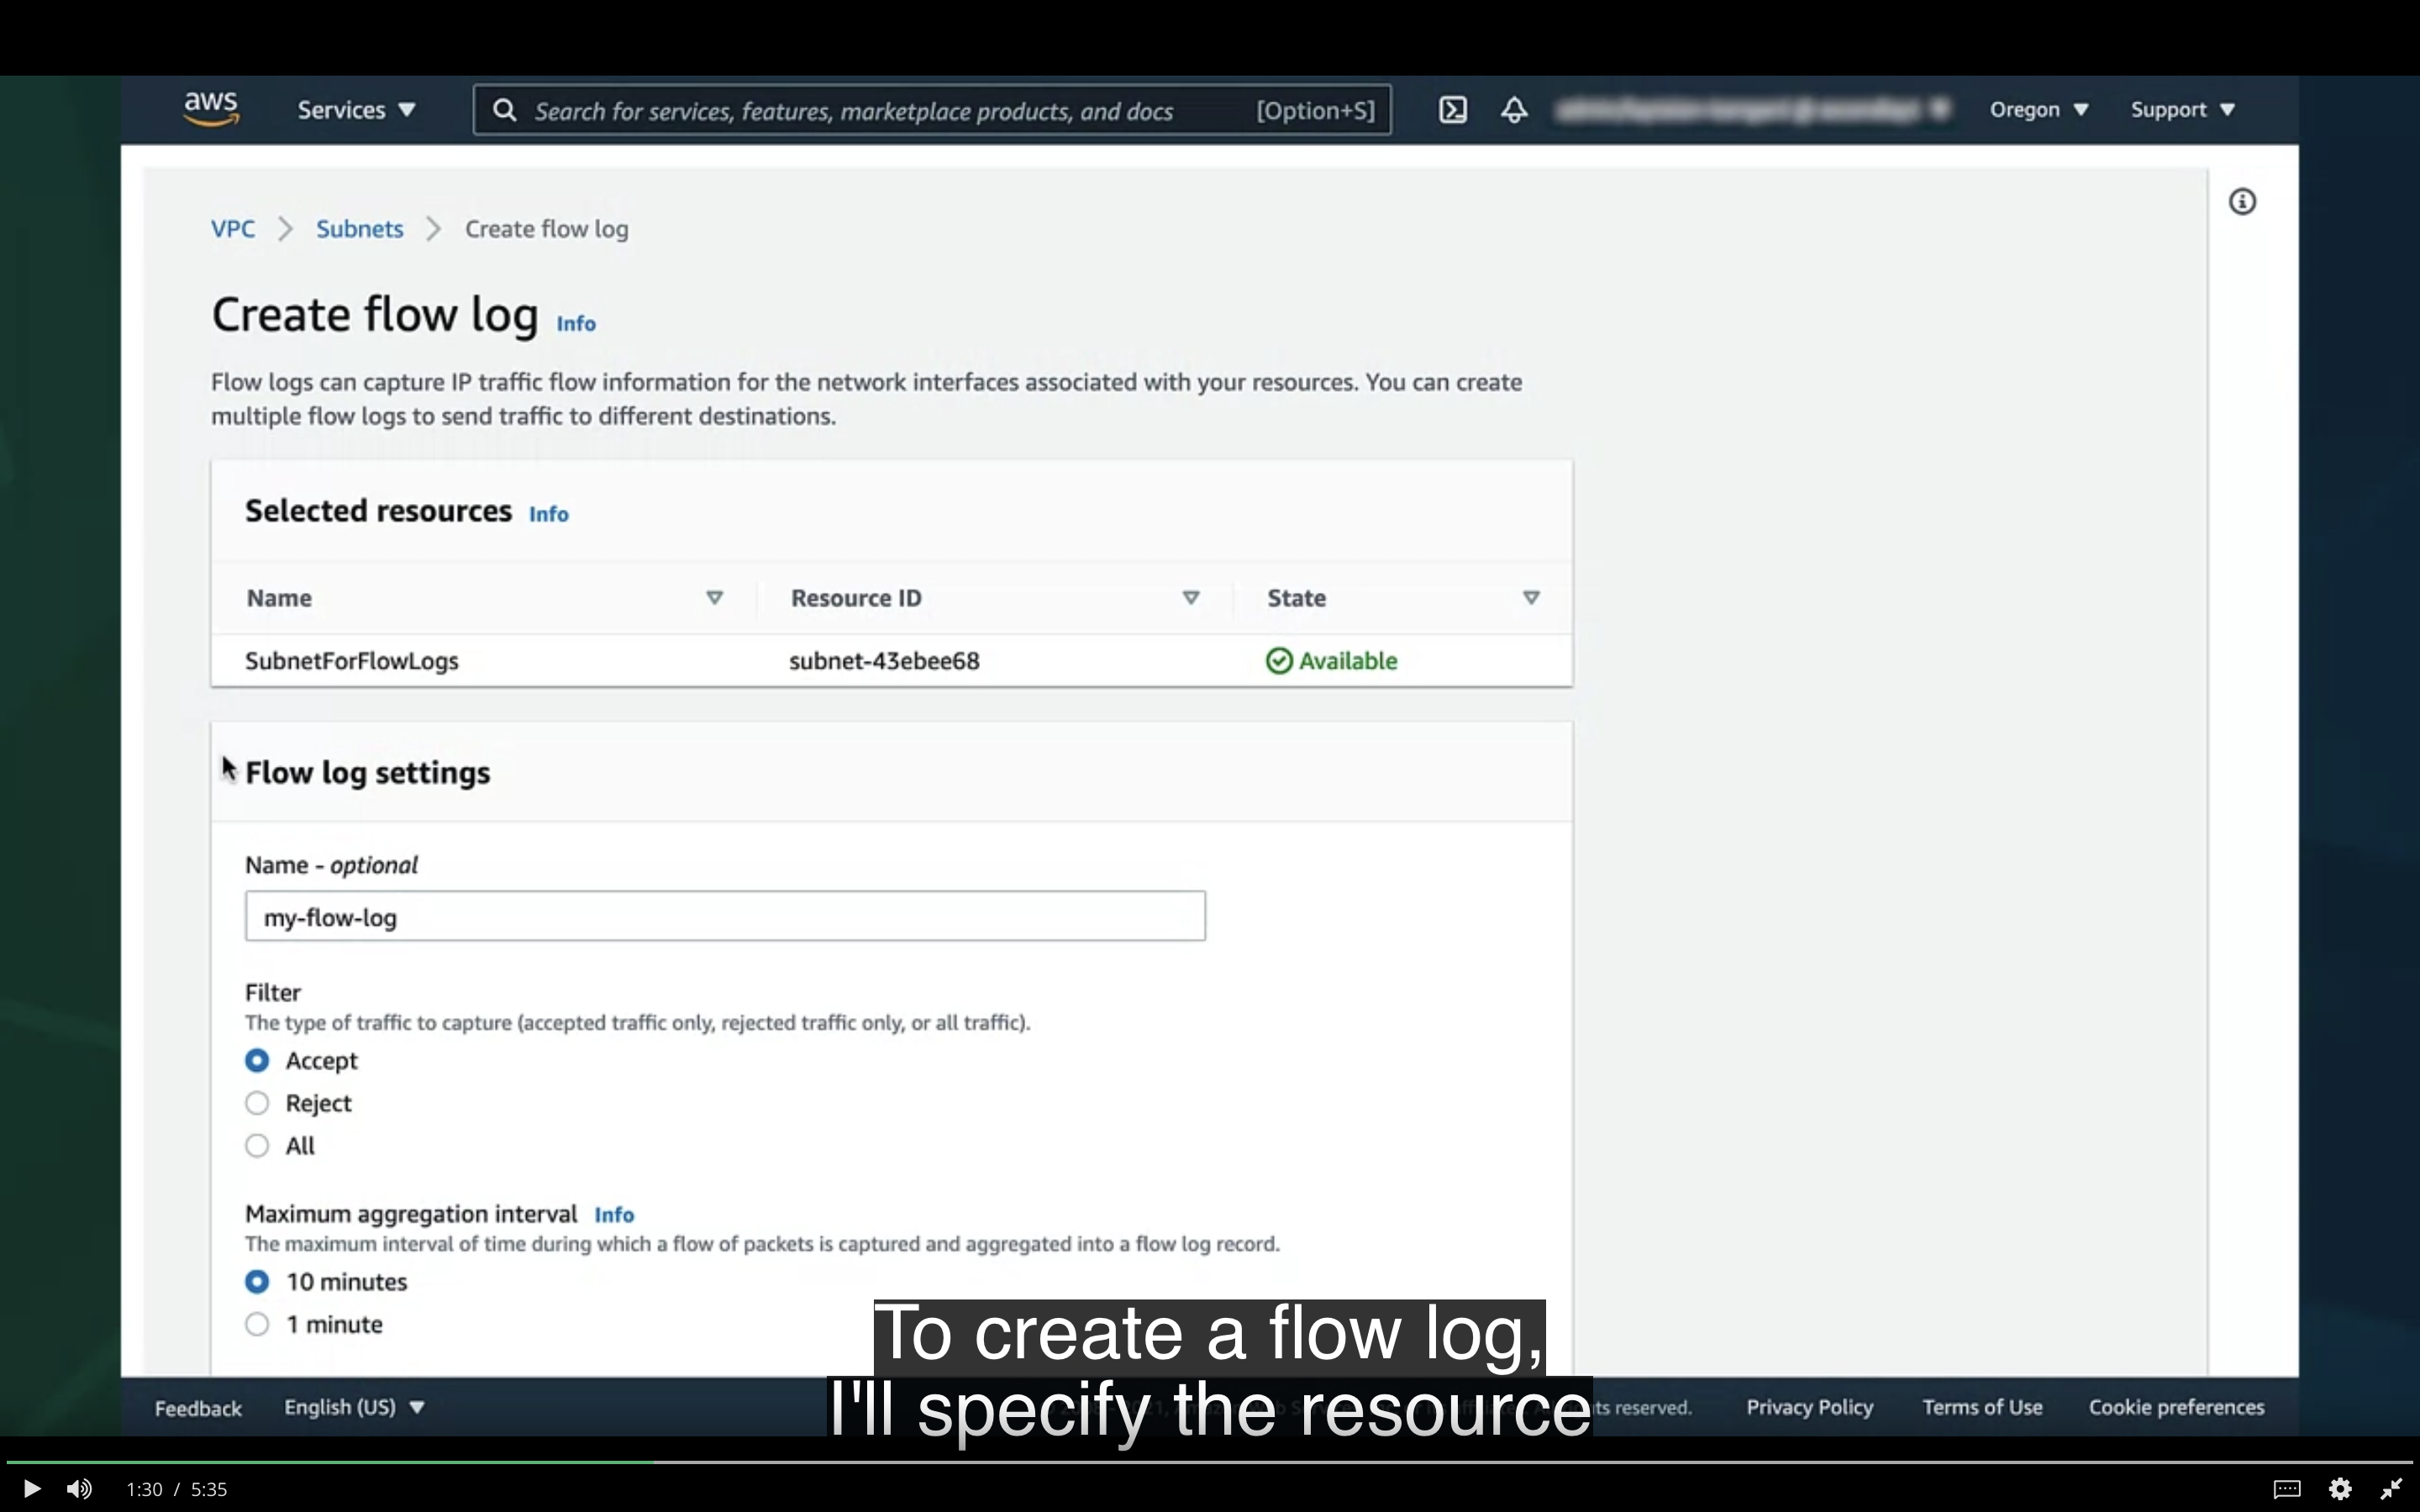 aws Services Search for services, features, marketplace products, and docs [Option+S] Oregon Support
VPC > Subnets > Create flow log
Create flow log Info
Flow logs can capture IP traffic flow information for the network interfaces associated with your resources. You can create
multiple flow logs to send traffic to different destinations.
Selected resources Info
Name Resource ID State
SubnetForFlowLogs subnet-43ebee68 Available
Flow log settings
Name - optional
my-flow-log
Filter
The type of traffic to capture (accepted traffic only, rejected traffic only, or all traffic).
Accept
Reject
All
Maximum aggregation interval Info
The maximum interval of time during which a flow of packets is captured and aggregated into a flow log record.
10 minutes
1 minute
To create a flow log,
I'll specify the resource
Feedback English (US) reserved. Privacy Policy Terms of Use Cookie preferences
1:30 / 5:35